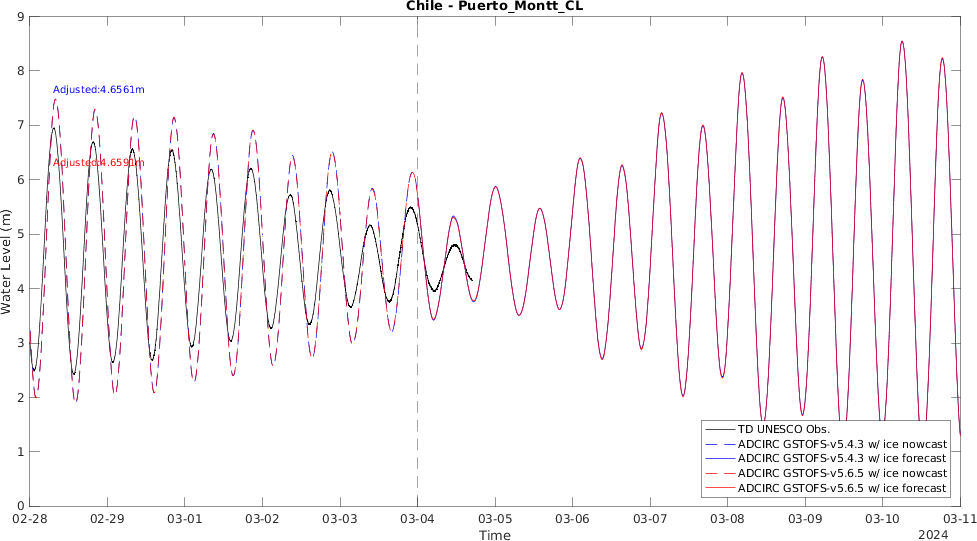 Chile - Puerto_Montt_CL
9
8
7
6
5
4
3
2
1
0
Water Level (m)
Adjusted:4.6561m
Adjusted:4.6591m
TD UNESCO Obs.
ADCIRC GSTOFS-v5.4.3 w/ ice nowcast
ADCIRC GSTOFS-v5.4.3 w/ ice forecast
ADCIRC GSTOFS-v5.6.5 w/ ice nowcast
ADCIRC GSTOFS-v5.6.5 w/ ice forecast
02-28 02-29 03-01 03-02 03-03 03-04 03-05 03-06 03-07 03-08 03-09 03-10 03-11
Time
2024